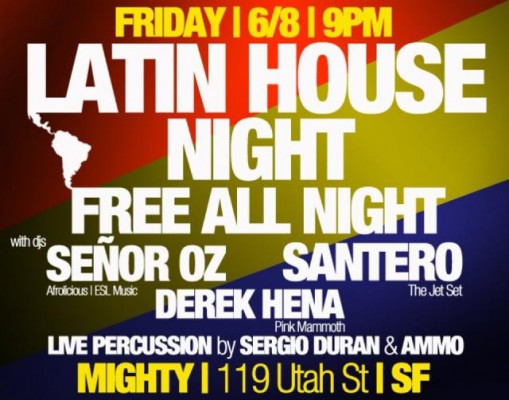 FRIDAY | 6/8 | 9PM
LATIN HOUSE
NIGHT
FREE ALL NIGHT
with djs
SEÑOR OZ SANTERO
Afrolicious | ESL Music The Jet Set
DEREK HENA
Pink Mammoth
LIVE PERCUSSION by SERGIO DURAN & AMMO
MIGHTY | 119 Utah St | SF